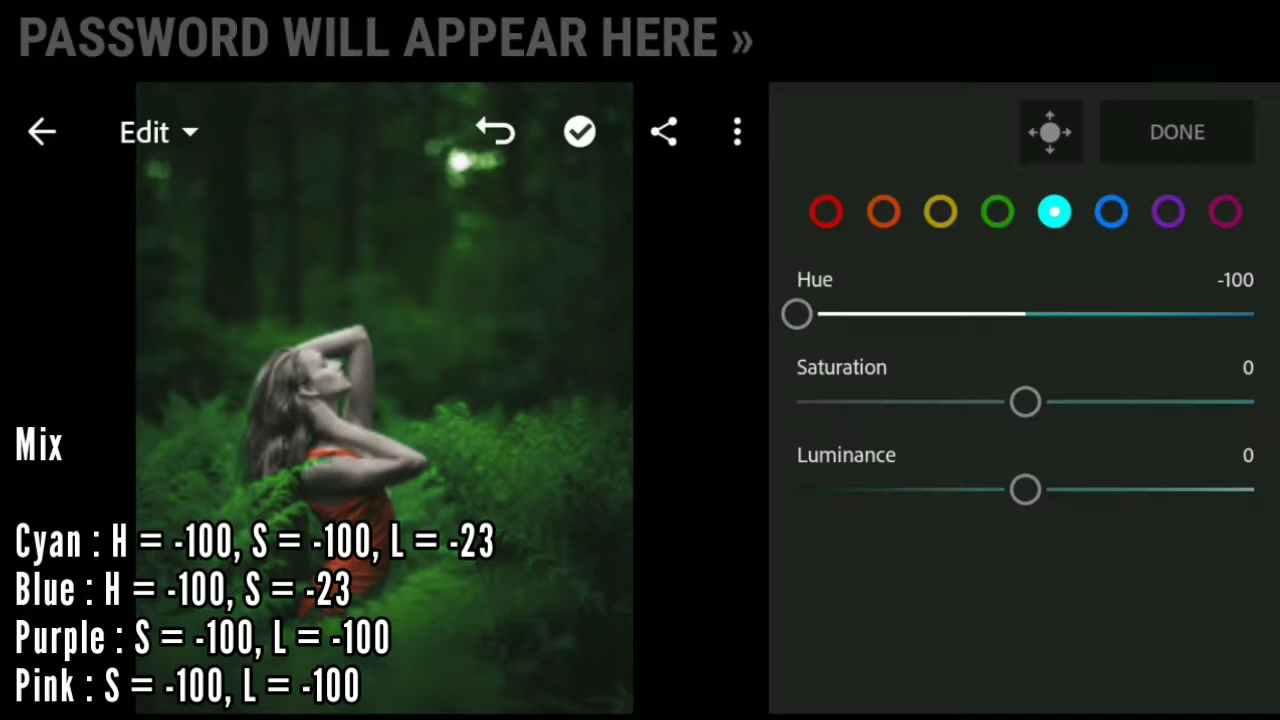 PASSWORD WILL APPEAR HERE »
Edit
DONE
Hue -100
Saturation 0
Luminance 0
Mix
Cyan : H = -100, S = -100, L = -23
Blue : H = -100, S = -23
Purple : S = -100, L = -100
Pink : S = -100, L = -100